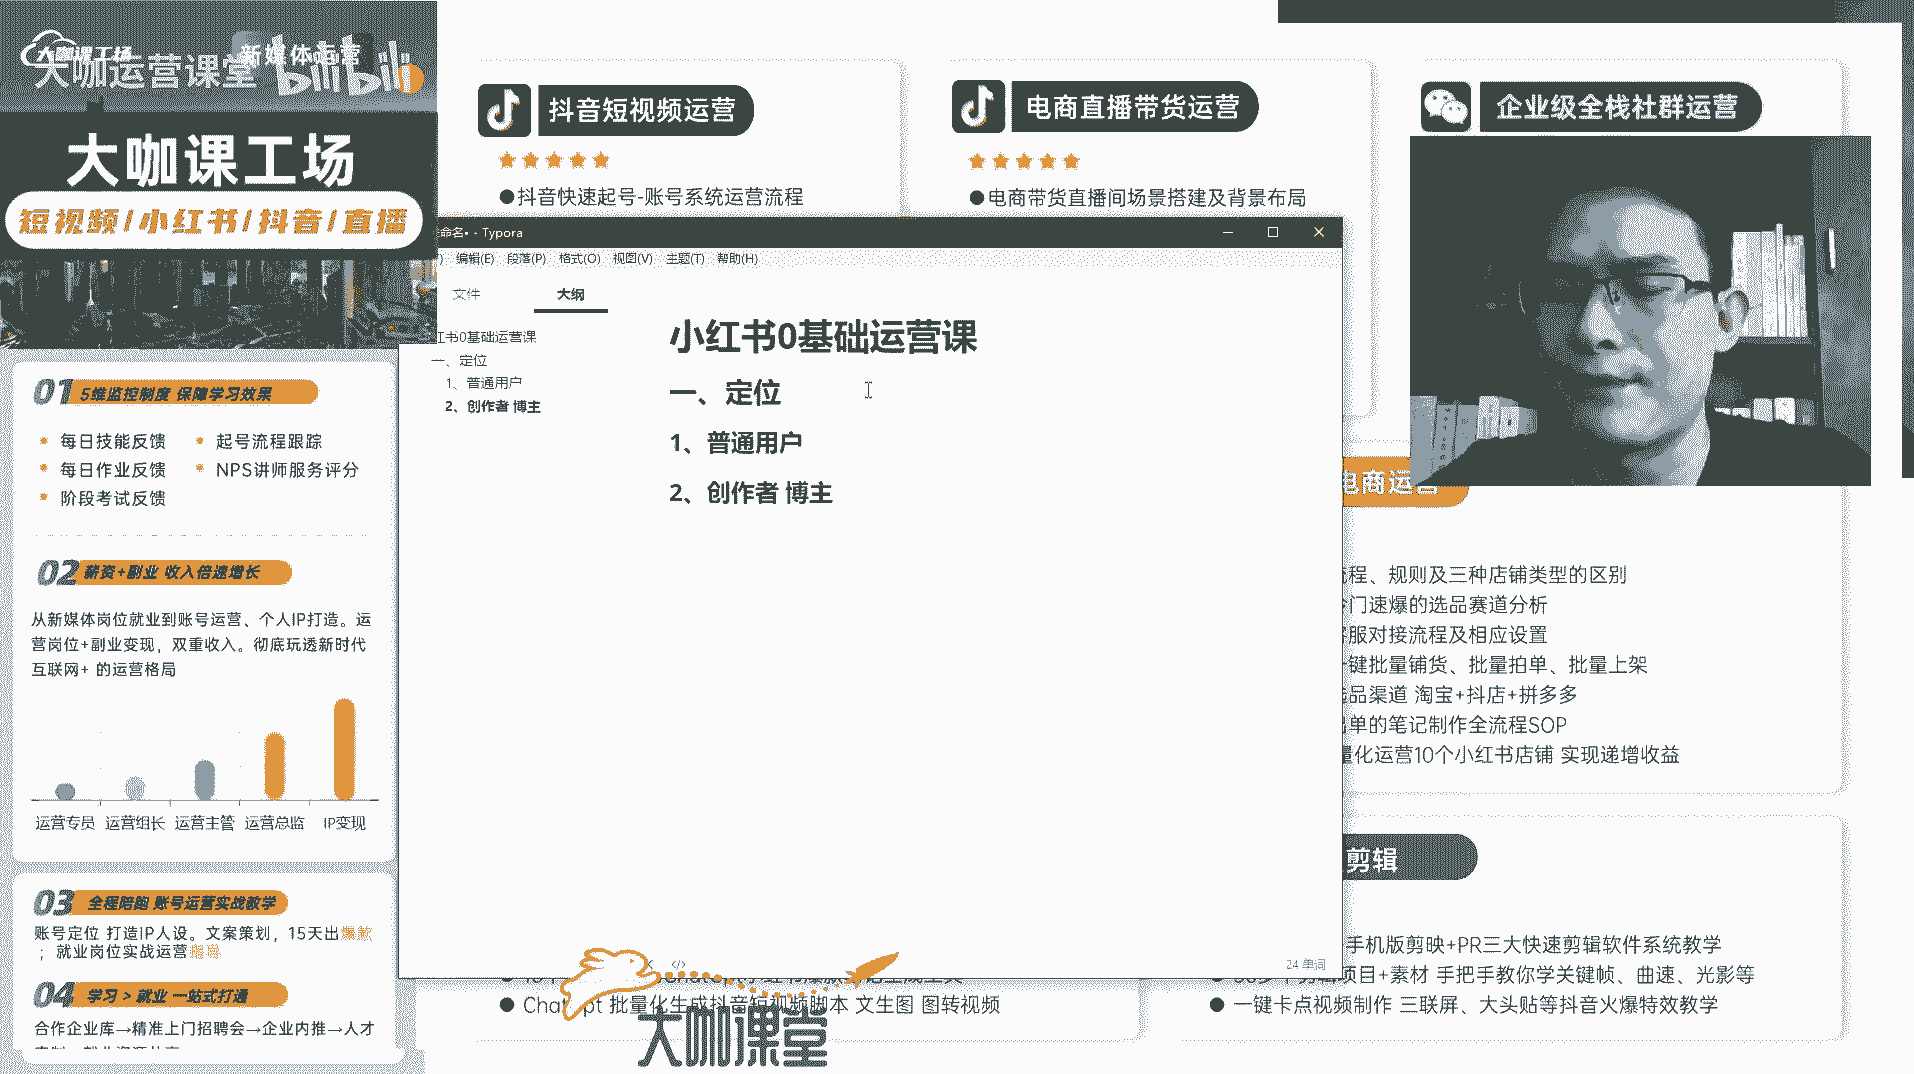 大咖课工场
新媒体运营
大咖运营课堂
bilibili
大咖课工场
短视频/小红书/抖音/直播
01 5维监控制度 保障学习效果
每日技能反馈
起号流程跟踪
每日作业反馈
NPS讲师服务评分
阶段考试反馈
02 薪资+副业 收入倍速增长
从新媒体岗位就业到账号运营、个人IP打造。运
营岗位+副业变现，双重收入。彻底玩透新时代
互联网+ 的运营格局
运营专员 运营组长 运营主管 运营总监 IP变现
03 全程陪跑 账号运营实战教学
账号定位 打造IP人设。文案策划，15天出爆款
；就业岗位实战运营指导
04 学习 > 就业 一站式打通
合作企业库→精准上门招聘会→企业内推→人才
抖音短视频运营
●抖音快速起号-账号系统运营流程
电商直播带货运营
●电商带货直播间场景搭建及背景布局
企业级全栈社群运营
命名• - Typora
编辑(E) 段落(P) 格式(O) 视图(V) 主题(T) 帮助(H)
文件 大纲
红书0基础运营课
一、定位
1、普通用户
2、创作者 博主
小红书0基础运营课
一、定位
1、普通用户
2、创作者 博主
</>
24 单词
电商运营
流程、规则及三种店铺类型的区别
冷门速爆的选品赛道分析
客服对接流程及相应设置
一键批量铺货、批量拍单、批量上架
选品渠道 淘宝+抖店+拼多多
出单的笔记制作全流程SOP
量化运营10个小红书店铺 实现递增收益
剪辑
手机版剪映+PR三大快速剪辑软件系统教学
项目+素材 手把手教你学关键帧、曲速、光影等
● 一键卡点视频制作 三联屏、大头贴等抖音火爆特效教学
● Chatgpt 批量化生成抖音短视频脚本 文生图 图转视频
大咖课堂